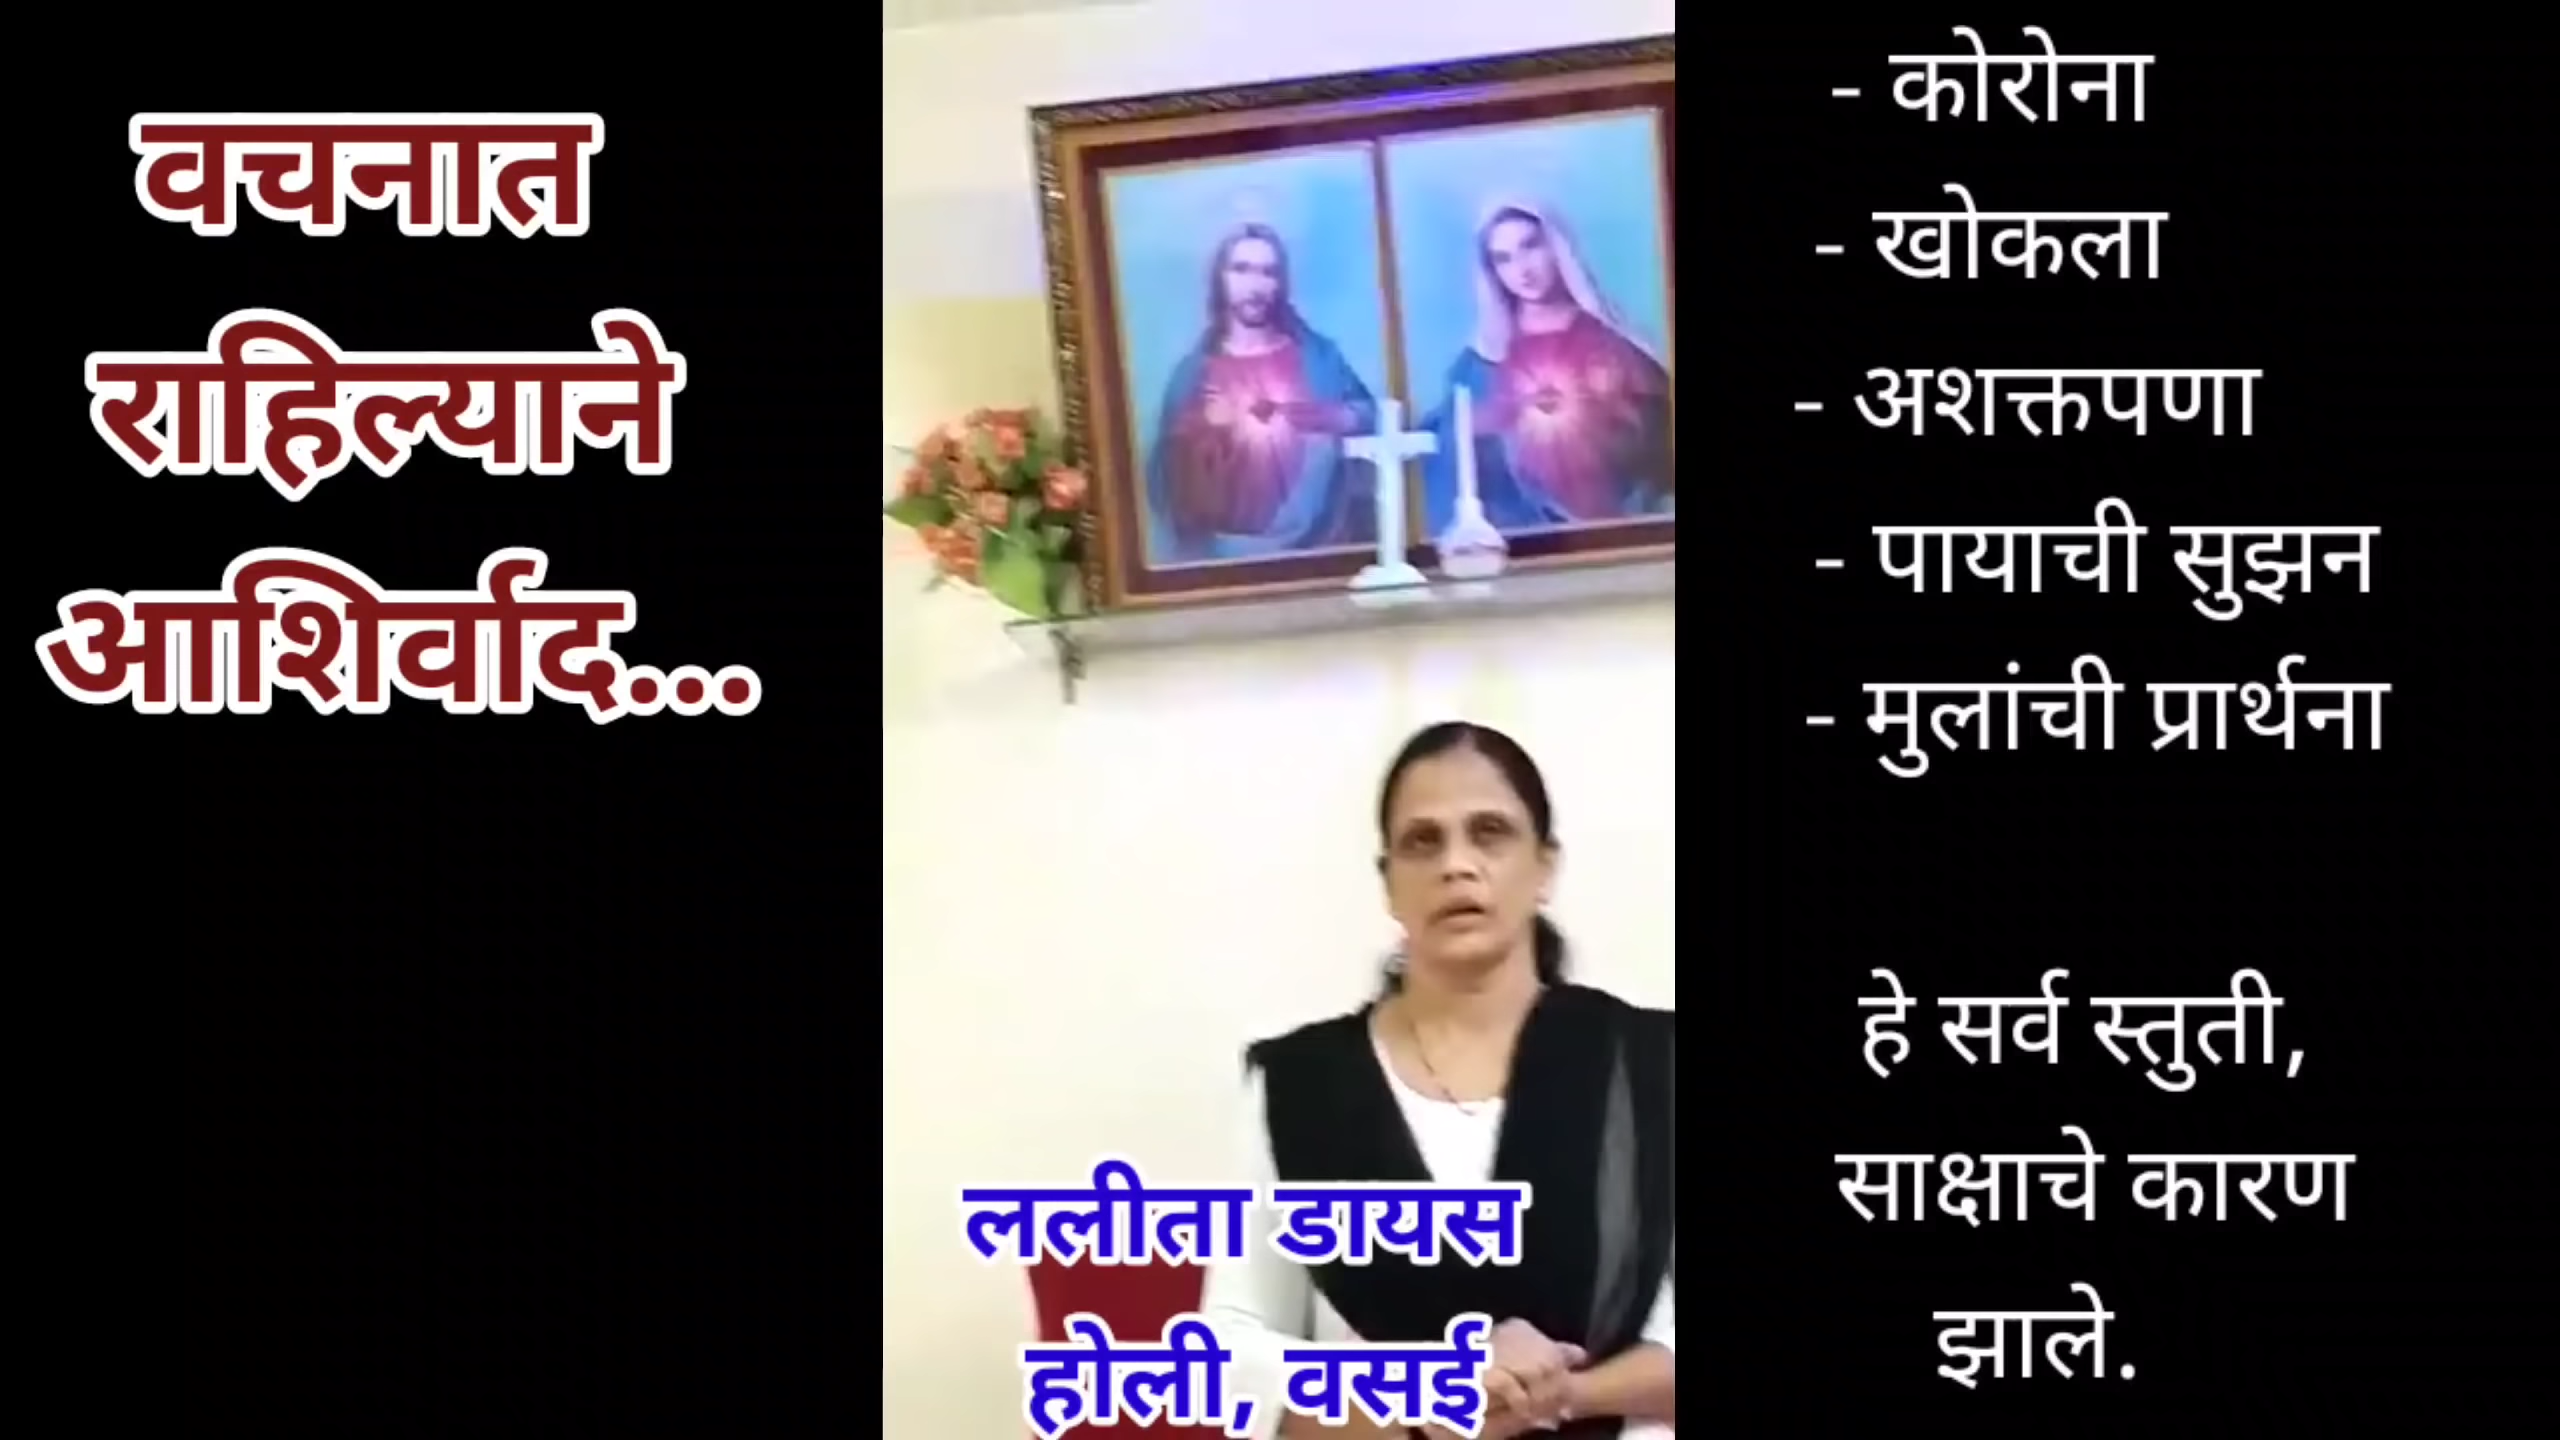 वचनात
राहिल्याने
आशिर्वाद...
ललीता डायस
होली, वसई
- कोरोना
- खोकला
- अशक्तपणा
- पायाची सुझन
- मुलांची प्रार्थना
हे सर्व स्तुती,
साक्षाचे कारण
झाले.